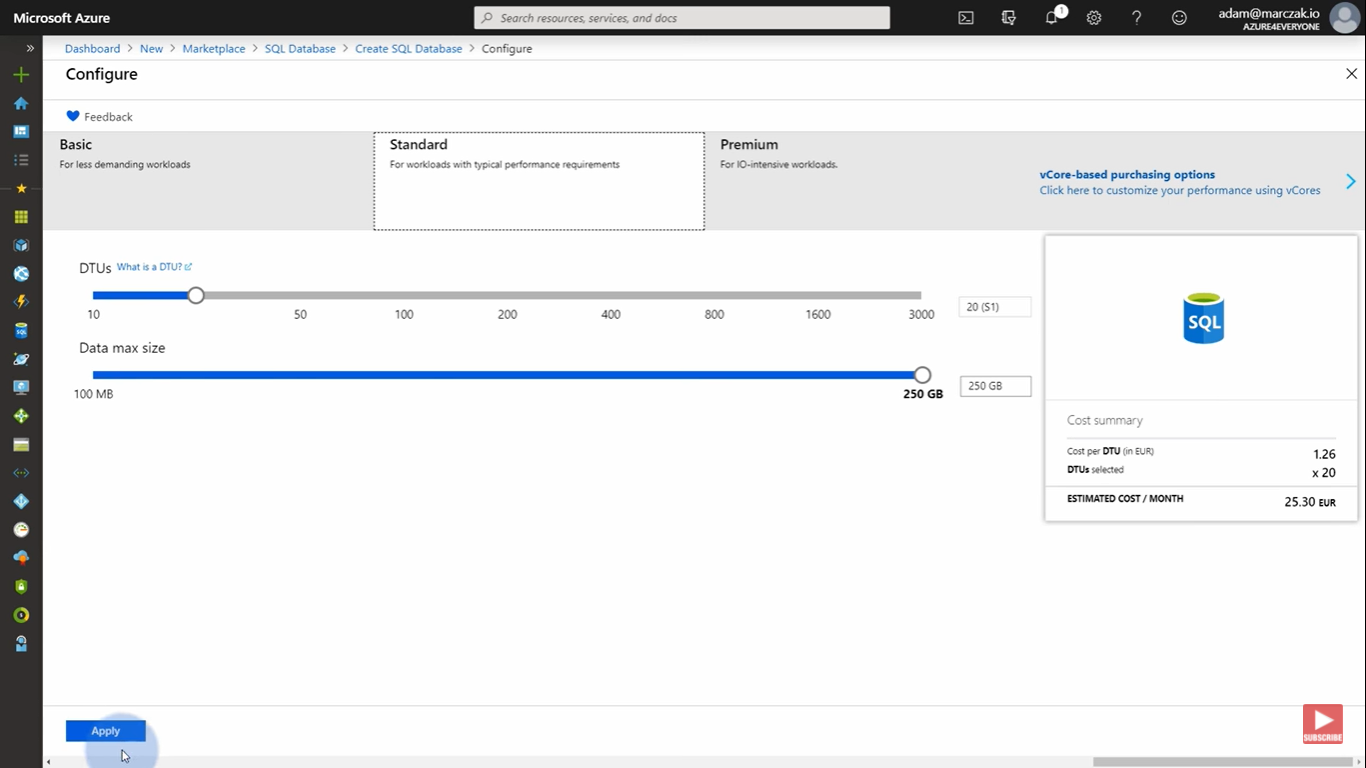 Microsoft Azure
Search resources, services, and docs
1
adam@marczak.io
AZURE4EVERYONE
Dashboard > New > Marketplace > SQL Database > Create SQL Database > Configure
Configure
Feedback
Basic
For less demanding workloads
Standard
For workloads with typical performance requirements
Premium
For IO-intensive workloads.
vCore-based purchasing options
Click here to customize your performance using vCores
DTUs What is a DTU?
10 50 100 200 400 800 1600 3000
20 (S1)
Data max size
100 MB 250 GB
250 GB
SQL
Cost summary
Cost per DTU (in EUR) 1.26
DTUs selected x 20
ESTIMATED COST / MONTH 25.30 EUR
Apply
SUBSCRIBE